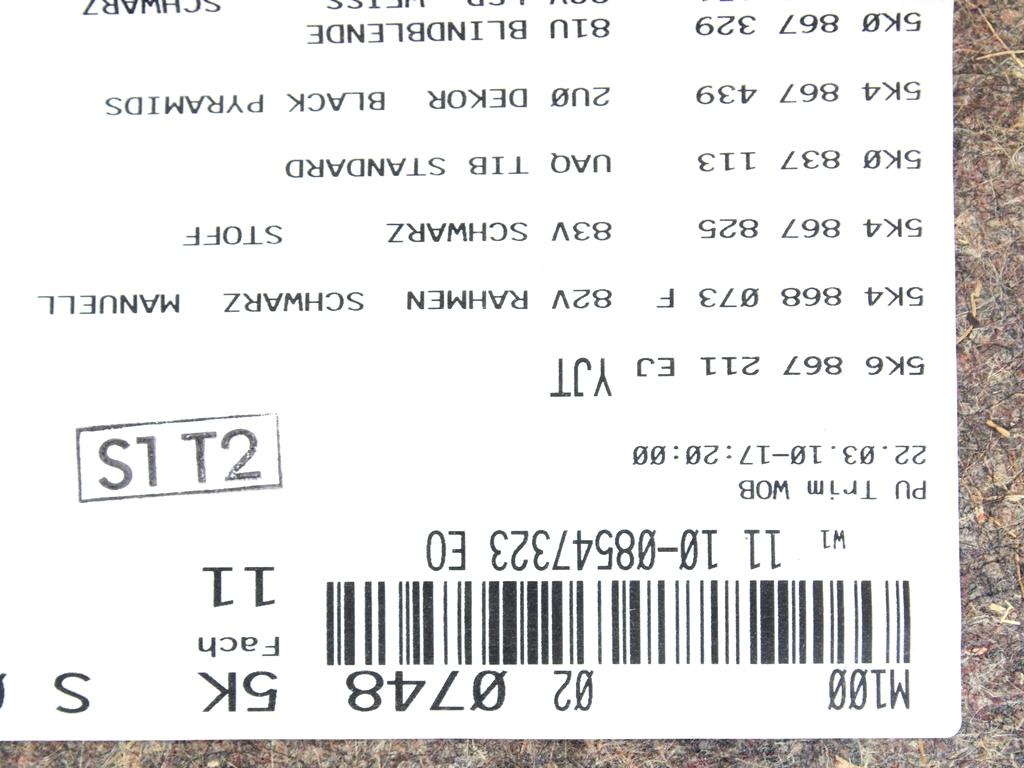 M100 02 0748 5K S
Fach
11
W1 11 10-08547323 EO
PU Trim WOB
22.03.10-17:20:00
S1 T2
5K6 867 211 EJ YJT
5K4 868 073 F 82V RAHMEN SCHWARZ MANUELL
5K4 867 825 83V SCHWARZ STOFF
5K0 837 113 UAQ TIB STANDARD
5K4 867 439 2U0 DEKOR BLACK PYRAMIDS
5K0 867 329 81U BLINDBLENDE
WEISS SCHWARZ